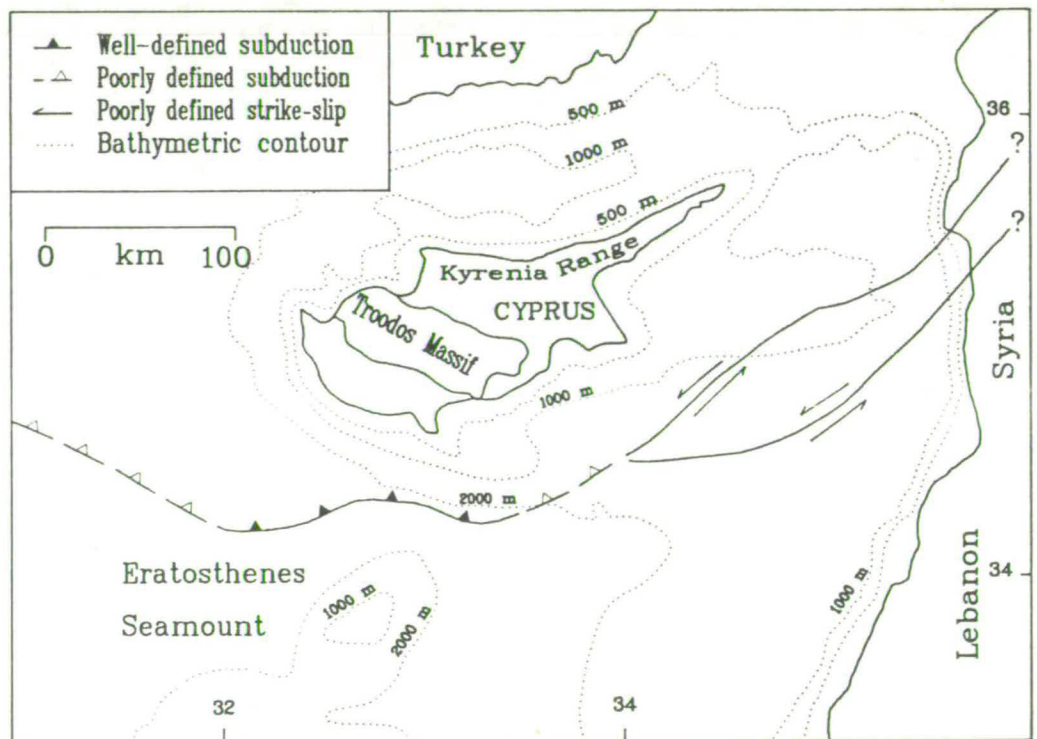 Well-defined subduction
Poorly defined subduction
Poorly defined strike-slip
Bathymetric contour
0 km 100
Turkey
500 m
1000 m
500 m
Kyrenia Range
CYPRUS
Troodos Massif
1000 m
2000 m
36
?
?
Syria
Eratosthenes
Seamount
1000 m
2000 m
34
Lebanon
1000 m
32
34